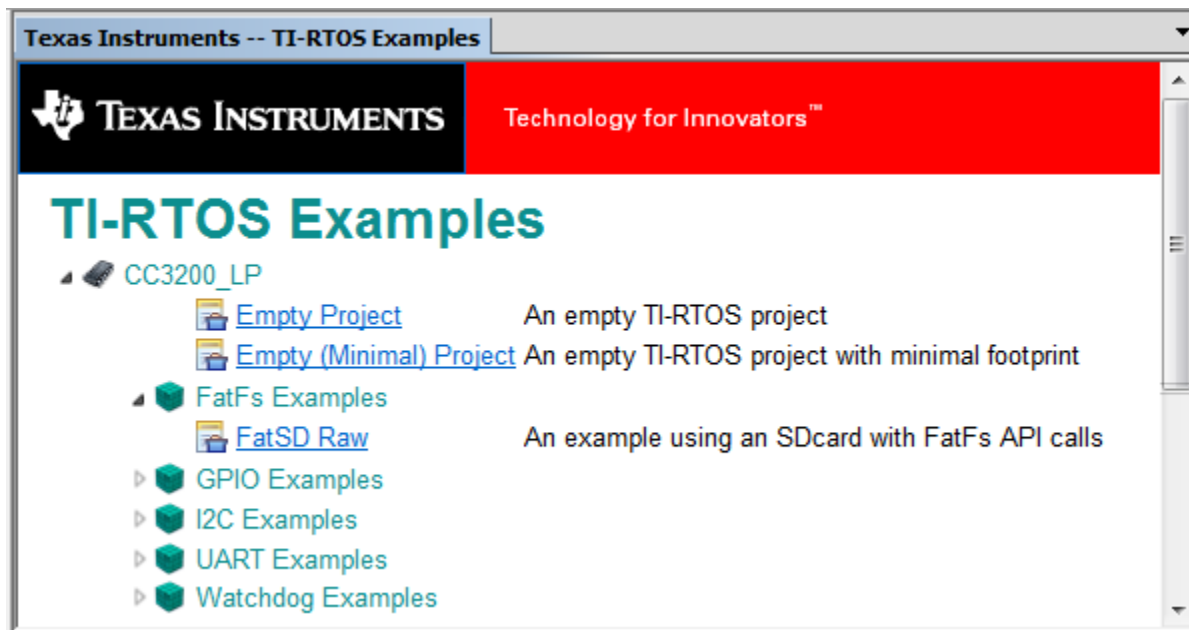 Texas Instruments -- TI-RTOS Examples
TEXAS INSTRUMENTS Technology for Innovators™
TI-RTOS Examples
CC3200_LP
Empty Project An empty TI-RTOS project
Empty (Minimal) Project An empty TI-RTOS project with minimal footprint
FatFs Examples
FatSD Raw An example using an SDcard with FatFs API calls
GPIO Examples
I2C Examples
UART Examples
Watchdog Examples